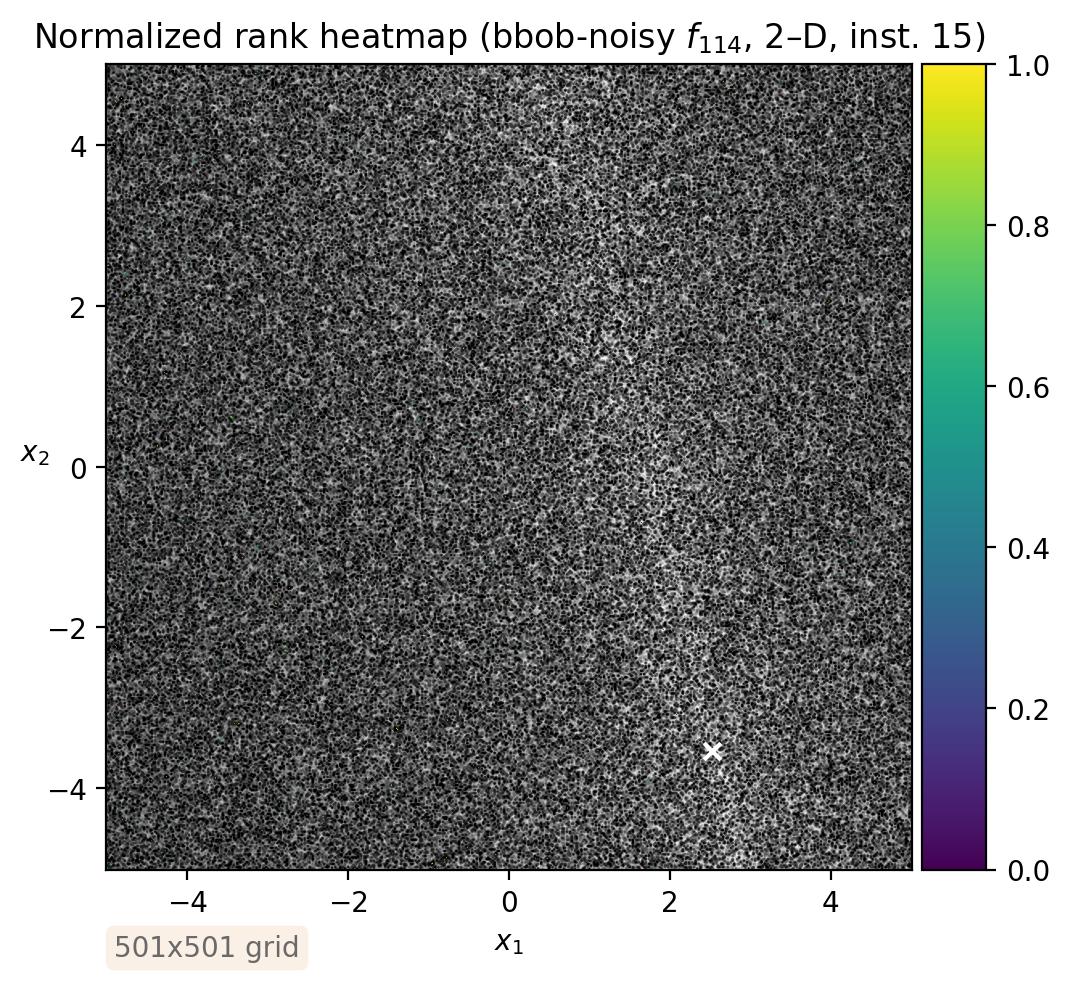 Normalized rank heatmap (bbob-noisy f₁₁₄, 2–D, inst. 15)
1.0
0.8
0.6
0.4
0.2
0.0
4
2
0
−2
−4
x₂
−4 −2 0 2 4
x₁
501x501 grid